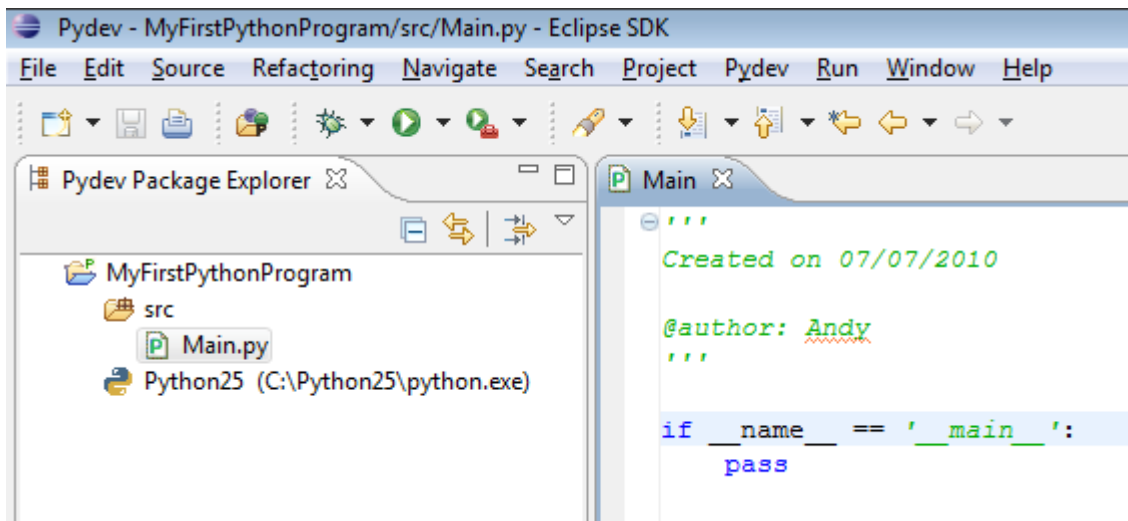 Pydev - MyFirstPythonProgram/src/Main.py - Eclipse SDK
File Edit Source Refactoring Navigate Search Project Pydev Run Window Help
Pydev Package Explorer
MyFirstPythonProgram
src
Main.py
Python25 (C:\Python25\python.exe)
Main
'''
Created on 07/07/2010
@author: Andy
'''
if __name__ == '__main__':
pass